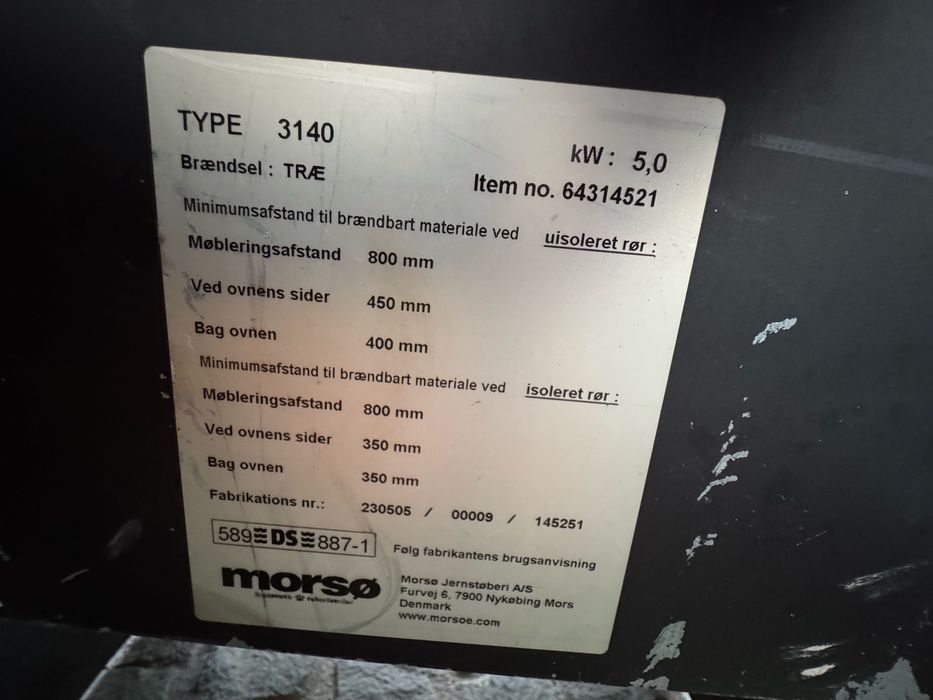 TYPE 3140
kW : 5,0
Brændsel : TRÆ
Item no. 64314521
Minimumsafstand til brændbart materiale ved uisoleret rør :
Møbleringsafstand 800 mm
Ved ovnens sider 450 mm
Bag ovnen 400 mm
Minimumsafstand til brændbart materiale ved isoleret rør :
Møbleringsafstand 800 mm
Ved ovnens sider 350 mm
Bag ovnen 350 mm
Fabrikations nr.: 230505 / 00009 / 145251
589 DS 887-1
Følg fabrikantens brugsanvisning
morsø
Morsø Jernstøberi A/S
Furvej 6, 7900 Nykøbing Mors
Denmark
www.morsoe.com